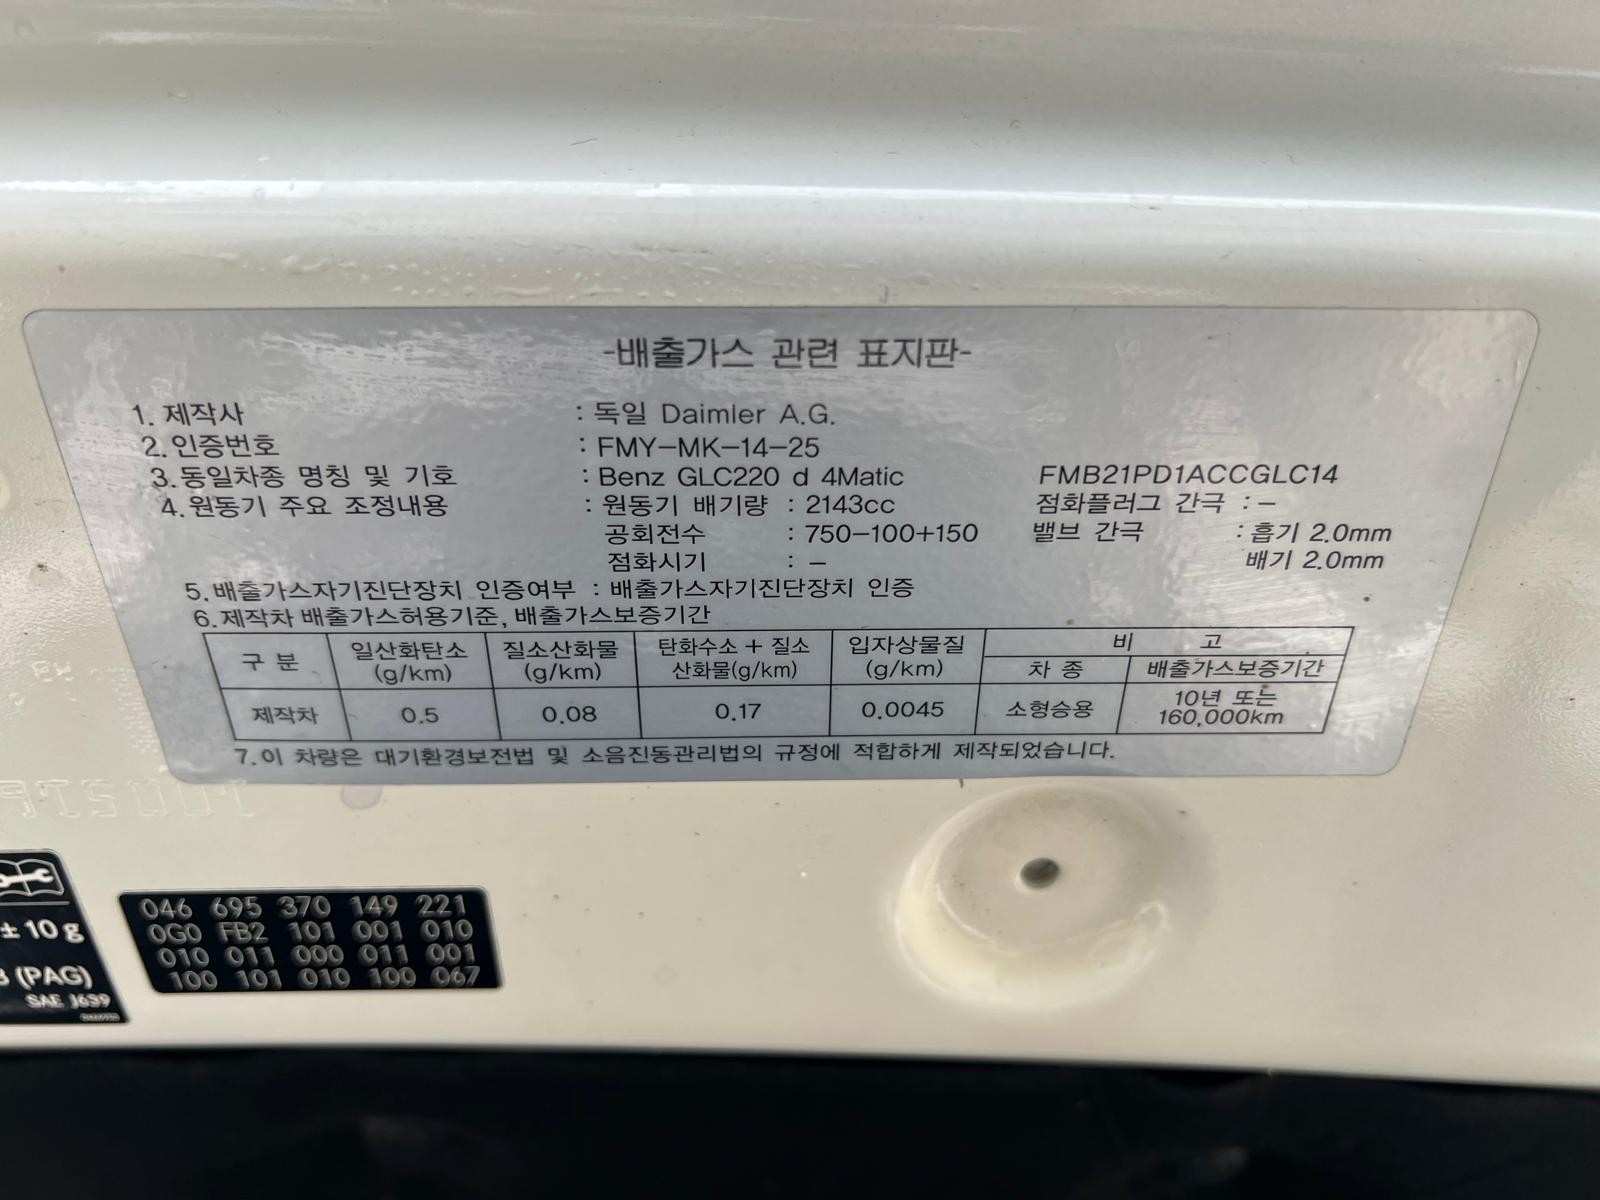 -배출가스 관련 표지판-
1. 제작사 : 독일 Daimler A.G.
2. 인증번호 : FMY-MK-14-25
3. 동일차종 명칭 및 기호 : Benz GLC220 d 4Matic FMB21PD1ACCGLC14
4. 원동기 주요 조정내용 : 원동기 배기량 : 2143cc 점화플러그 간극 : -
공회전수 : 750-100+150 밸브 간극 : 흡기 2.0mm
점화시기 : - 배기 2.0mm
5. 배출가스자기진단장치 인증여부 : 배출가스자기진단장치 인증
6. 제작차 배출가스허용기준, 배출가스보증기간
구 분 일산화탄소 (g/km) 질소산화물 (g/km) 탄화수소 + 질소산화물(g/km) 입자상물질 (g/km) 비 고
차 종 배출가스보증기간
제작차 0.5 0.08 0.17 0.0045 소형승용 10년 또는 160,000km
7. 이 차량은 대기환경보전법 및 소음진동관리법의 규정에 적합하게 제작되었습니다.
± 10 g
(PAG)
SAE J639
046 695 370 149 221
0G0 FB2 101 001 010
010 011 000 011 001
100 101 010 100 067